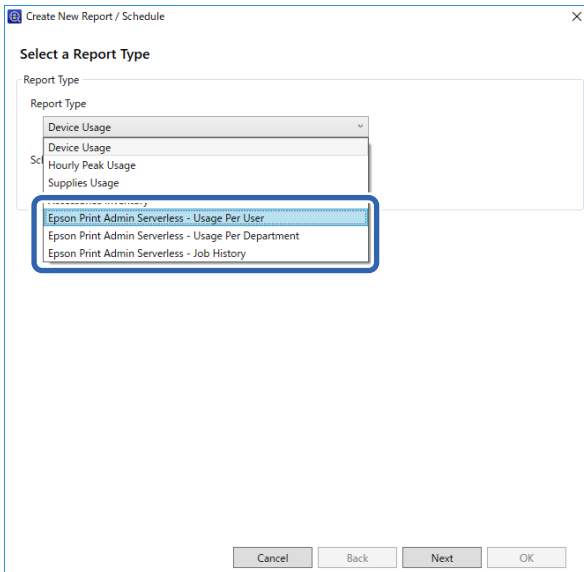 Create New Report / Schedule
Select a Report Type
Report Type
Report Type
Device Usage
Device Usage
Hourly Peak Usage
Supplies Usage
Epson Print Admin Serverless - Usage Per User
Epson Print Admin Serverless - Usage Per Department
Epson Print Admin Serverless - Job History
Cancel Back Next OK